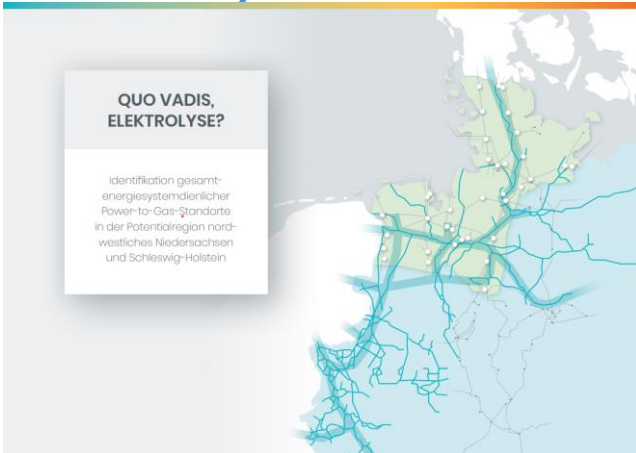 QUO VADIS,
ELEKTROLYSE?
Identifikation gesamt-
energiesystemdienlicher
Power-to-Gas-Standorte
in der Potentialregion nord-
westliches Niedersachsen
und Schleswig-Holstein